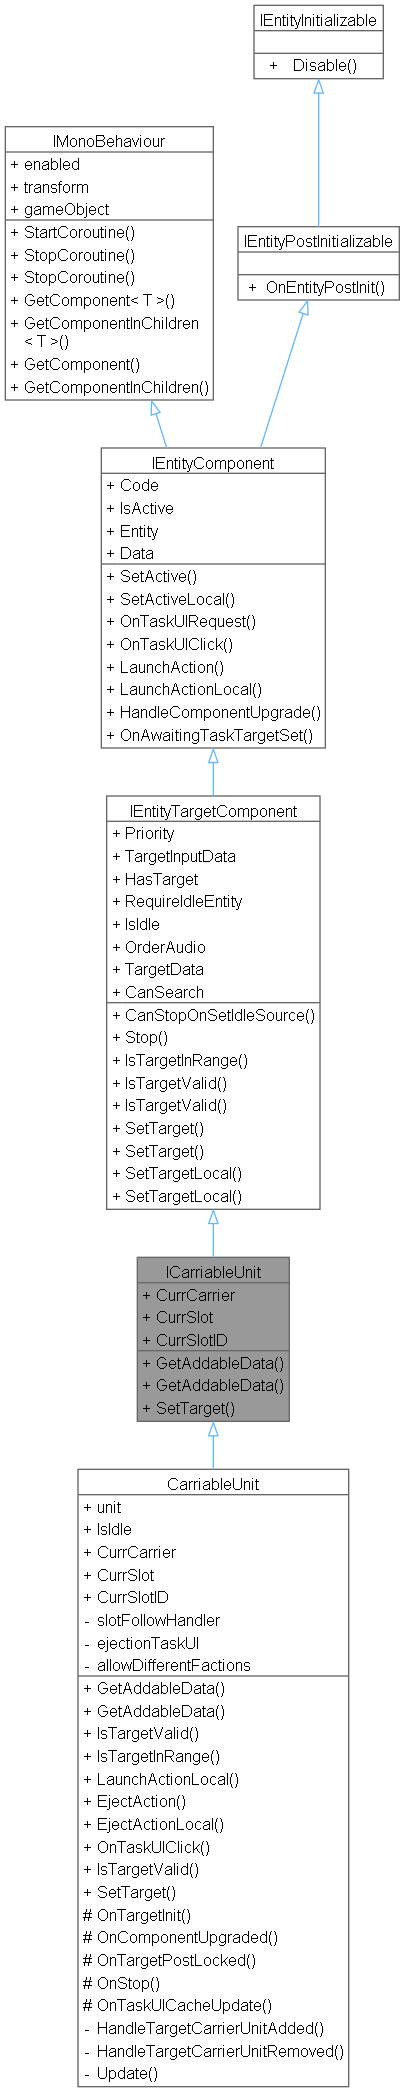 IEntityInitializable
+ Disable()
IMonoBehaviour
+ enabled
+ transform
+ gameObject
+ StartCoroutine()
+ StopCoroutine()
+ StopCoroutine()
+ GetComponent< T >()
+ GetComponentInChildren
< T >()
+ GetComponent()
+ GetComponentInChildren()
IEntityPostInitializable
+ OnEntityPostInit()
IEntityComponent
+ Code
+ IsActive
+ Entity
+ Data
+ SetActive()
+ SetActiveLocal()
+ OnTaskUIRequest()
+ OnTaskUIClick()
+ LaunchAction()
+ LaunchActionLocal()
+ HandleComponentUpgrade()
+ OnAwaitingTaskTargetSet()
IEntityTargetComponent
+ Priority
+ TargetInputData
+ HasTarget
+ RequireIdleEntity
+ IsIdle
+ OrderAudio
+ TargetData
+ CanSearch
+ CanStopOnSetIdleSource()
+ Stop()
+ IsTargetInRange()
+ IsTargetValid()
+ IsTargetValid()
+ SetTarget()
+ SetTarget()
+ SetTargetLocal()
+ SetTargetLocal()
ICarriableUnit
+ CurrCarrier
+ CurrSlot
+ CurrSlotID
+ GetAddableData()
+ GetAddableData()
+ SetTarget()
CarriableUnit
+ unit
+ IsIdle
+ CurrCarrier
+ CurrSlot
+ CurrSlotID
- slotFollowHandler
- ejectionTaskUI
- allowDifferentFactions
+ GetAddableData()
+ GetAddableData()
+ IsTargetValid()
+ IsTargetInRange()
+ LaunchActionLocal()
+ EjectAction()
+ EjectActionLocal()
+ OnTaskUIClick()
+ IsTargetValid()
+ SetTarget()
# OnTargetInit()
# OnComponentUpgraded()
# OnTargetPostLocked()
# OnStop()
# OnTaskUICacheUpdate()
- HandleTargetCarrierUnitAdded()
- HandleTargetCarrierUnitRemoved()
- Update()